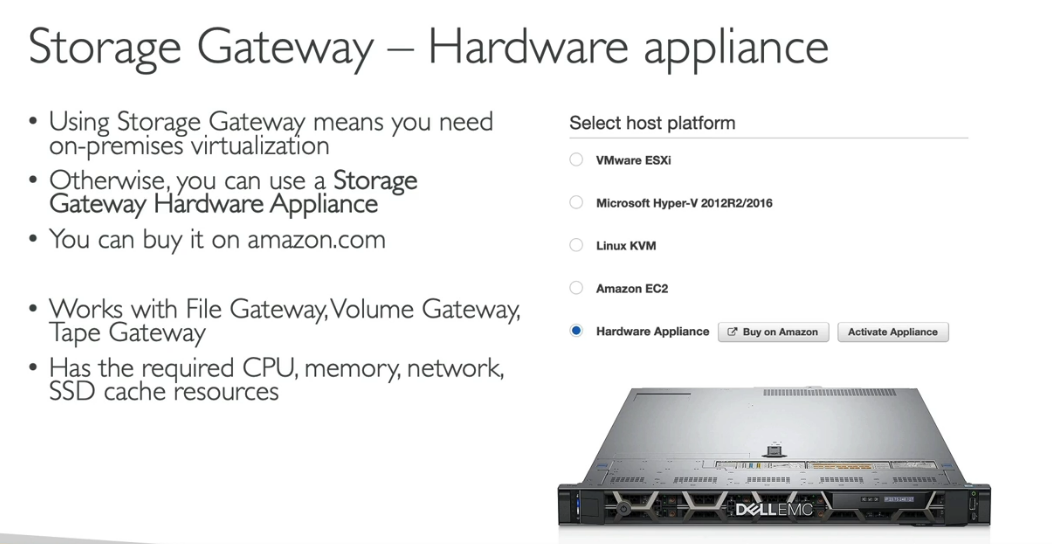 Storage Gateway – Hardware appliance
• Using Storage Gateway means you need
on-premises virtualization
• Otherwise, you can use a Storage
Gateway Hardware Appliance
• You can buy it on amazon.com
• Works with File Gateway, Volume Gateway,
Tape Gateway
• Has the required CPU, memory, network,
SSD cache resources
Select host platform
VMware ESXi
Microsoft Hyper-V 2012R2/2016
Linux KVM
Amazon EC2
Hardware Appliance Buy on Amazon Activate Appliance
DELLEMC